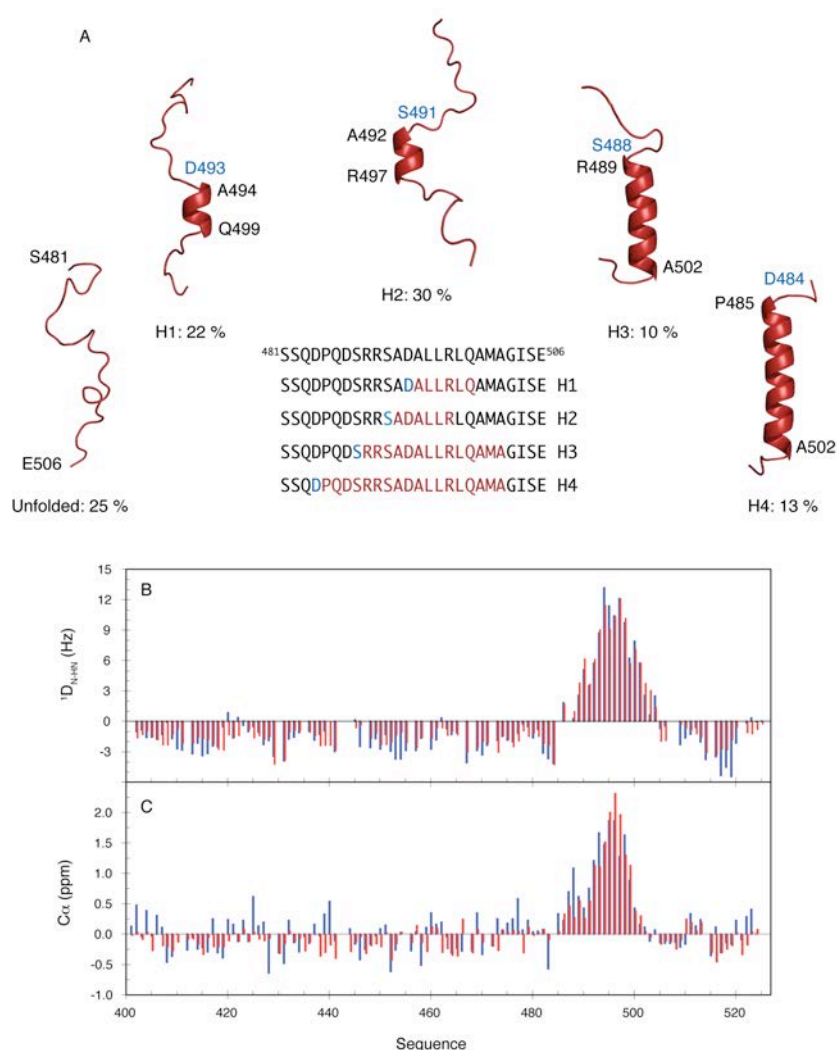 A
S491
A492
R497
H2: 30 %
D493
A494
Q499
H1: 22 %
S488
R489
A502
H3: 10 %
D484
P485
A502
H4: 13 %
S481
E506
Unfolded: 25 %
481SSQDPQDSRRSADALLRLQAMAGISE506
SSQDPQDSRRSADALLRLQAMAGISE H1
SSQDPQDSRRSADALLRLQAMAGISE H2
SSQDPQDSRRSADALLRLQAMAGISE H3
SSQDPQDSRRSADALLRLQAMAGISE H4
B
15
12
9
6
3
0
-3
1DN-HN (Hz)
C
2.0
1.5
1.0
0.5
0.0
-0.5
-1.0
Cα (ppm)
400 420 440 460 480 500 520
Sequence